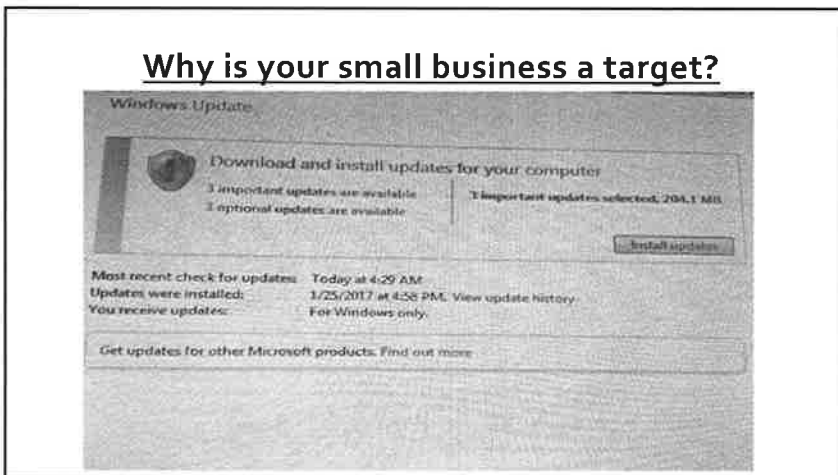 Why is your small business a target?
Windows Update
Download and install updates for your computer
3 important updates are available
3 optional updates are available
3 important updates selected, 204.1 MB
Install updates
Most recent check for updates: Today at 4:29 AM
Updates were installed: 1/25/2017 at 4:58 PM. View update history
You receive updates: For Windows only.
Get updates for other Microsoft products. Find out more